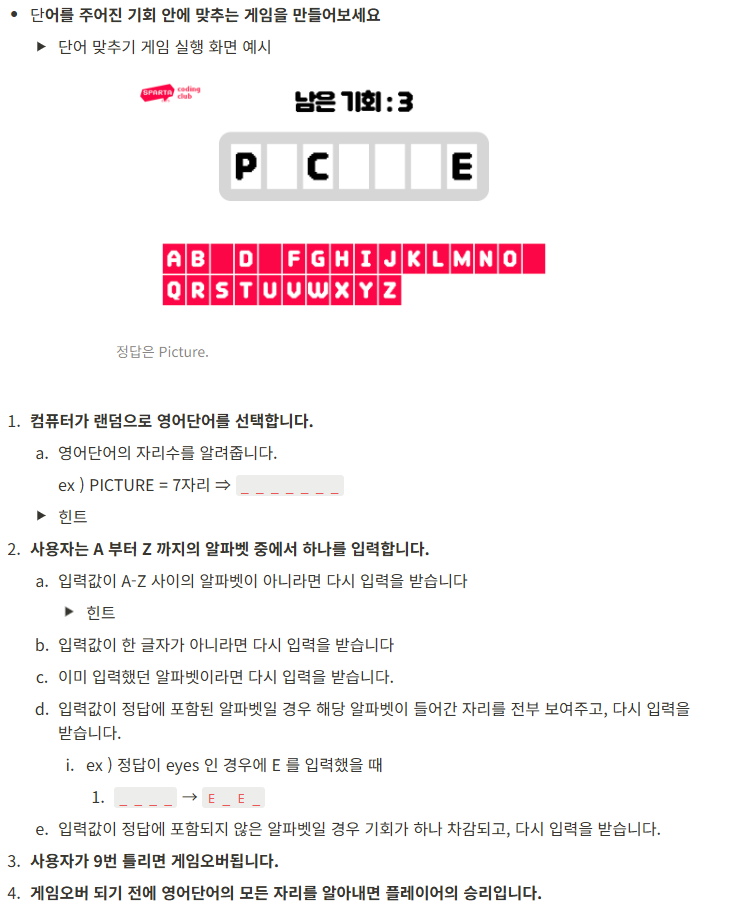 • 단어를 주어진 기회 안에 맞추는 게임을 만들어보세요
▶ 단어 맞추기 게임 실행 화면 예시
SPARTA coding club
남은 기회 : 3
P C E
A B D F G H I J K L M N O
Q R S T U V W X Y Z
정답은 Picture.
1. 컴퓨터가 랜덤으로 영어단어를 선택합니다.
a. 영어단어의 자리수를 알려줍니다.
ex ) PICTURE = 7자리 ⇒ _ _ _ _ _ _ _
▶ 힌트
2. 사용자는 A 부터 Z 까지의 알파벳 중에서 하나를 입력합니다.
a. 입력값이 A-Z 사이의 알파벳이 아니라면 다시 입력을 받습니다
▶ 힌트
b. 입력값이 한 글자가 아니라면 다시 입력을 받습니다
c. 이미 입력했던 알파벳이라면 다시 입력을 받습니다.
d. 입력값이 정답에 포함된 알파벳일 경우 해당 알파벳이 들어간 자리를 전부 보여주고, 다시 입력을
받습니다.
i. ex ) 정답이 eyes 인 경우에 E 를 입력했을 때
1. _ _ _ _ → E _ E _
e. 입력값이 정답에 포함되지 않은 알파벳일 경우 기회가 하나 차감되고, 다시 입력을 받습니다.
3. 사용자가 9번 틀리면 게임오버됩니다.
4. 게임오버 되기 전에 영어단어의 모든 자리를 알아내면 플레이어의 승리입니다.